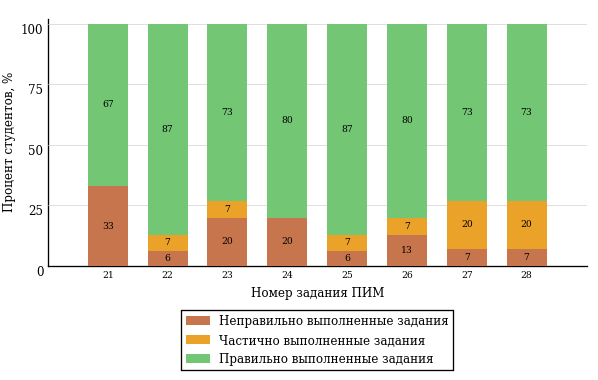 Процент студентов, %
100
75
50
25
0
67 87 73 80 87 80 73 73
7 7 7 7 20 20
33 6 20 20 6 13 7 7
21 22 23 24 25 26 27 28
Номер задания ПИМ
Неправильно выполненные задания
Частично выполненные задания
Правильно выполненные задания